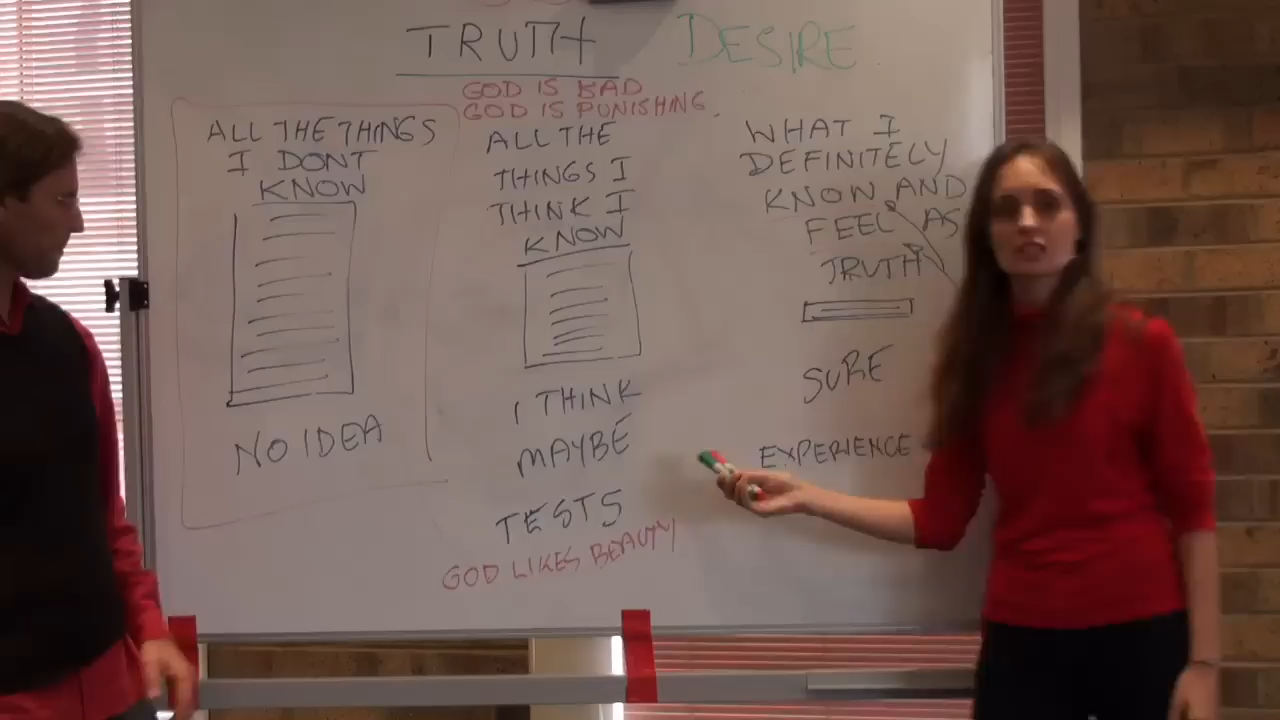 TRUTH DESIRE
GOD IS BAD
GOD IS PUNISHING.
ALL THE THINGS
I DONT
KNOW
NO IDEA
ALL THE
THINGS I
THINK I
KNOW
I THINK
MAYBE
TESTS
GOD LIKES BEAUTY
WHAT I
DEFINITELY
KNOW AND
FEEL AS
TRUTH
SURE
EXPERIENCE